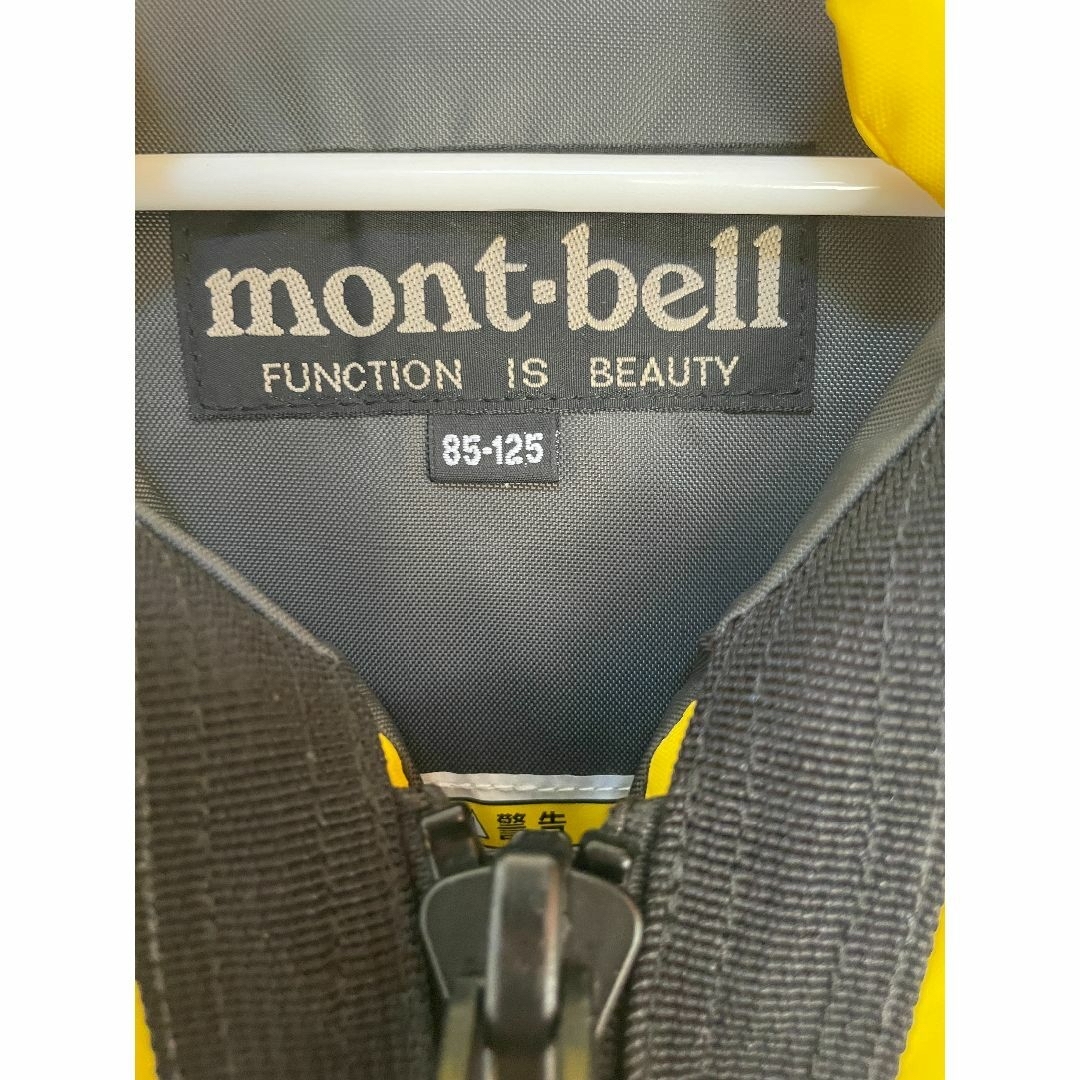 mont-bell
FUNCTION IS BEAUTY
85-125
警告